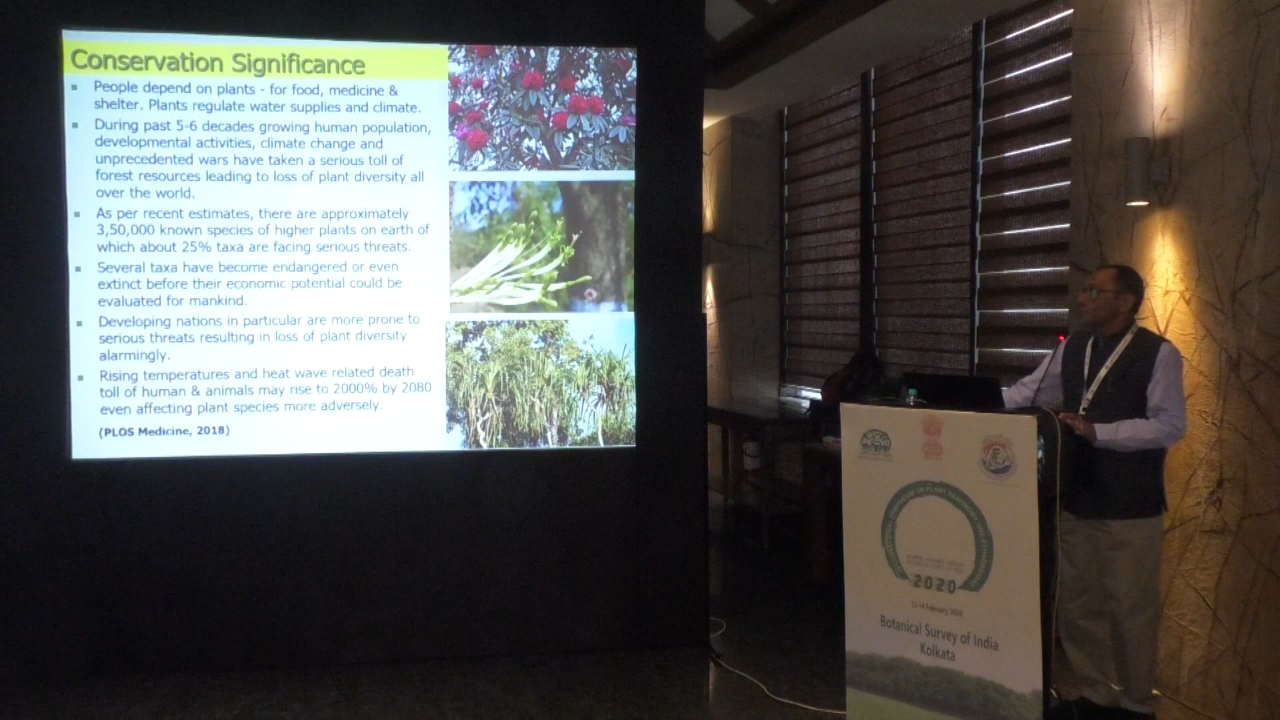 Conservation Significance
People depend on plants - for food, medicine &
shelter. Plants regulate water supplies and climate.
During past 5-6 decades growing human population,
developmental activities, climate change and
unprecedented wars have taken a serious toll of
forest resources leading to loss of plant diversity all
over the world.
As per recent estimates, there are approximately
3,50,000 known species of higher plants on earth of
which about 25% taxa are facing serious threats.
Several taxa have become endangered or even
extinct before their economic potential could be
evaluated for mankind.
Developing nations in particular are more prone to
serious threats resulting in loss of plant diversity
alarmingly.
Rising temperatures and heat wave related death
toll of human & animals may rise to 2000% by 2080
even affecting plant species more adversely.
(PLOS Medicine, 2018)
2020
February 2020
Botanical Survey of India
Kolkata